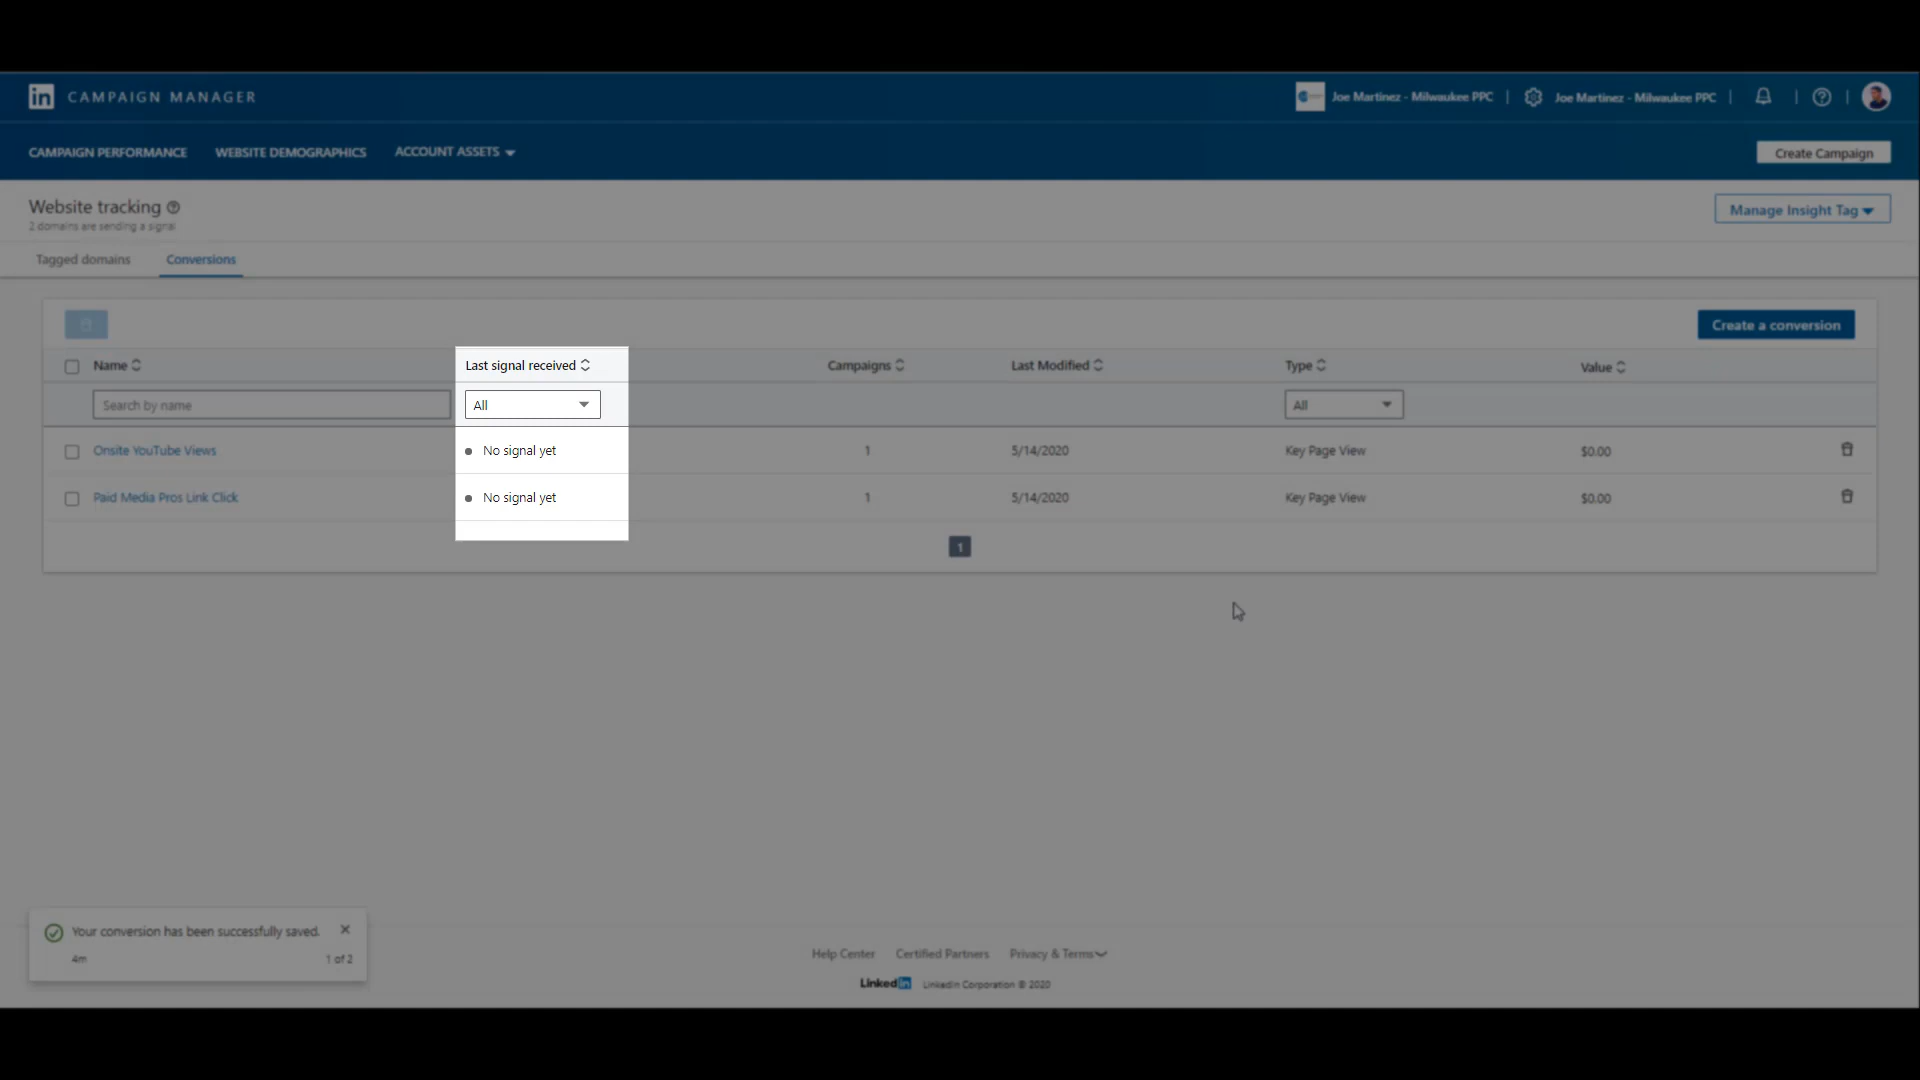 in CAMPAIGN MANAGER
Joe Martinez - Milwaukee PPC | Joe Martinez - Milwaukee PPC | | |
CAMPAIGN PERFORMANCE WEBSITE DEMOGRAPHICS ACCOUNT ASSETS
Create Campaign
Website tracking
2 domains are sending a signal
Manage Insight Tag
Tagged domains Conversions
Create a conversion
Name Last signal received Campaigns Last Modified Type Value
Search by name All All
Onsite YouTube Views No signal yet 1 5/14/2020 Key Page View $0.00
Paid Media Pros Link Click No signal yet 1 5/14/2020 Key Page View $0.00
1
Your conversion has been successfully saved.
4m 1 of 2
Help Center Certified Partners Privacy & Terms
Linked in LinkedIn Corporation © 2020